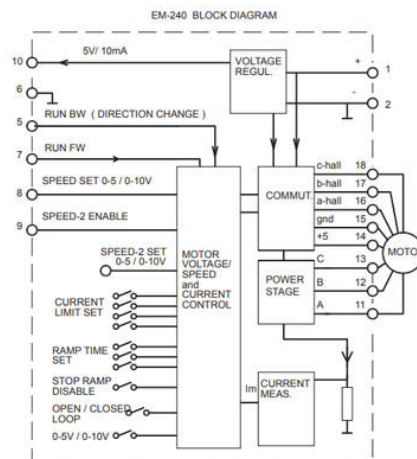 EM-240 BLOCK DIAGRAM
10
5V/ 10mA
VOLTAGE
REGUL.
+
1
6
-
2
5
RUN BW ( DIRECTION CHANGE )
7
RUN FW
8
SPEED SET 0-5 / 0-10V
9
SPEED-2 ENABLE
SPEED-2 SET
0-5 / 0-10V
CURRENT
LIMIT SET
RAMP TIME
SET
STOP RAMP
DISABLE
OPEN / CLOSED
LOOP
0-5V / 0-10V
MOTOR
VOLTAGE/
SPEED
and
CURRENT
CONTROL
COMMUT.
c-hall 18
b-hall 17
a-hall 16
gnd 15
+5 14
POWER
STAGE
C 13
B 12
A 11
MOTO
Im
CURRENT
MEAS.